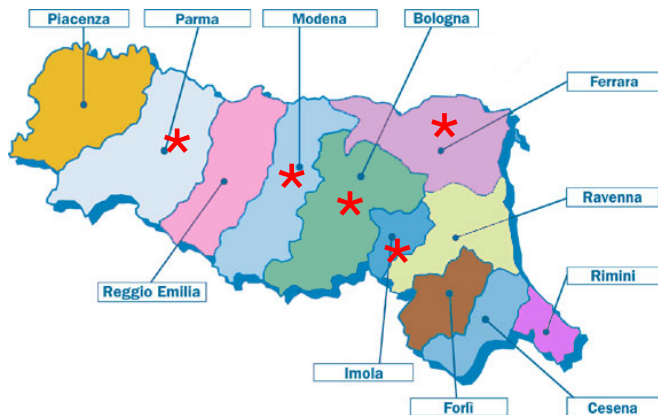 Piacenza
Parma
Modena
Bologna
Ferrara
Ravenna
Reggio Emilia
Rimini
Imola
Forlì
Cesena